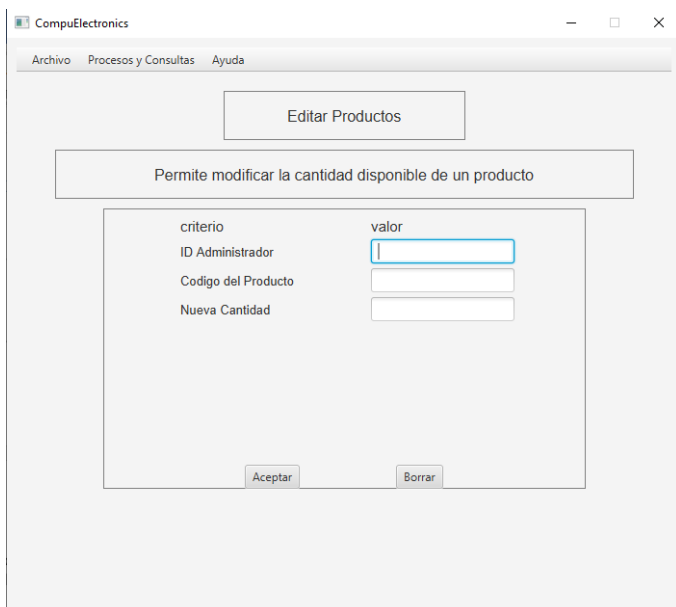 CompuElectronics
Archivo Procesos y Consultas Ayuda
Editar Productos
Permite modificar la cantidad disponible de un producto
criterio valor
ID Administrador
Codigo del Producto
Nueva Cantidad
Aceptar Borrar